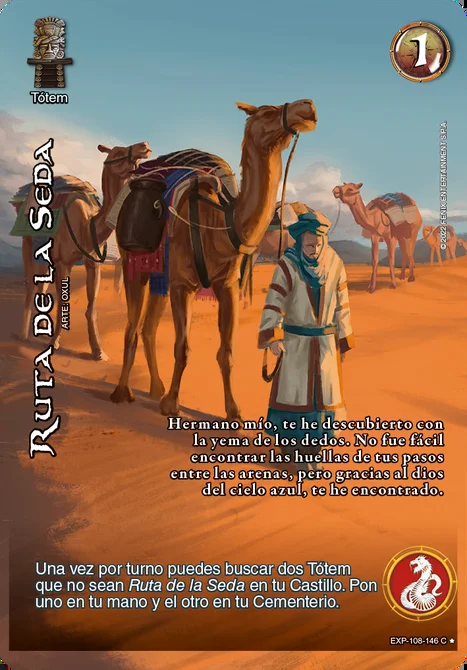 1
Tótem
RUTA DE LA SEDA
ARTE: OXUL
© 2022 FENIX ENTERTAINMENT S.P.A.
Hermano mío, te he descubierto con
la yema de los dedos. No fue fácil
encontrar las huellas de tus pasos
entre las arenas, pero gracias al dios
del cielo azul, te he encontrado.
Una vez por turno puedes buscar dos Tótem
que no sean Ruta de la Seda en tu Castillo. Pon
uno en tu mano y el otro en tu Cementerio.
EXP-108-146 C ★